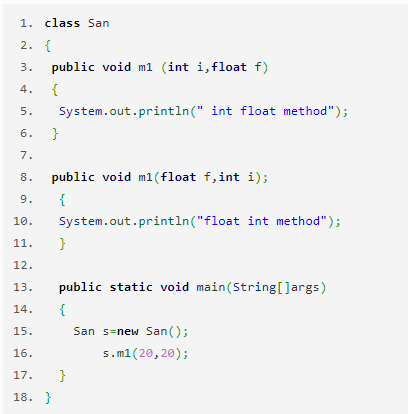 1. class San
2. {
3. public void m1 (int i,float f)
4. {
5. System.out.println(" int float method");
6. }
7.
8. public void m1(float f,int i);
9. {
10. System.out.println("float int method");
11. }
12.
13. public static void main(String[]args)
14. {
15. San s=new San();
16. s.m1(20,20);
17. }
18. }